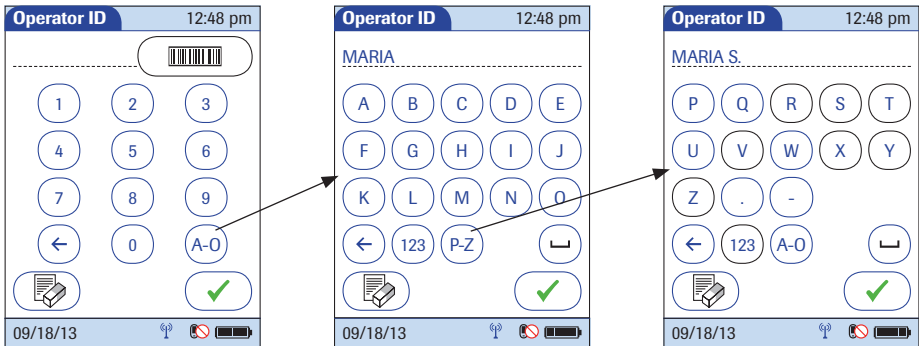 Operator ID 12:48 pm
1 2 3
4 5 6
7 8 9
0 A-O
09/18/13
Operator ID 12:48 pm
MARIA
A B C D E
F G H I J
K L M N O
123 P-Z
09/18/13
Operator ID 12:48 pm
MARIA S.
P Q R S T
U V W X Y
Z . -
123 A-O
09/18/13